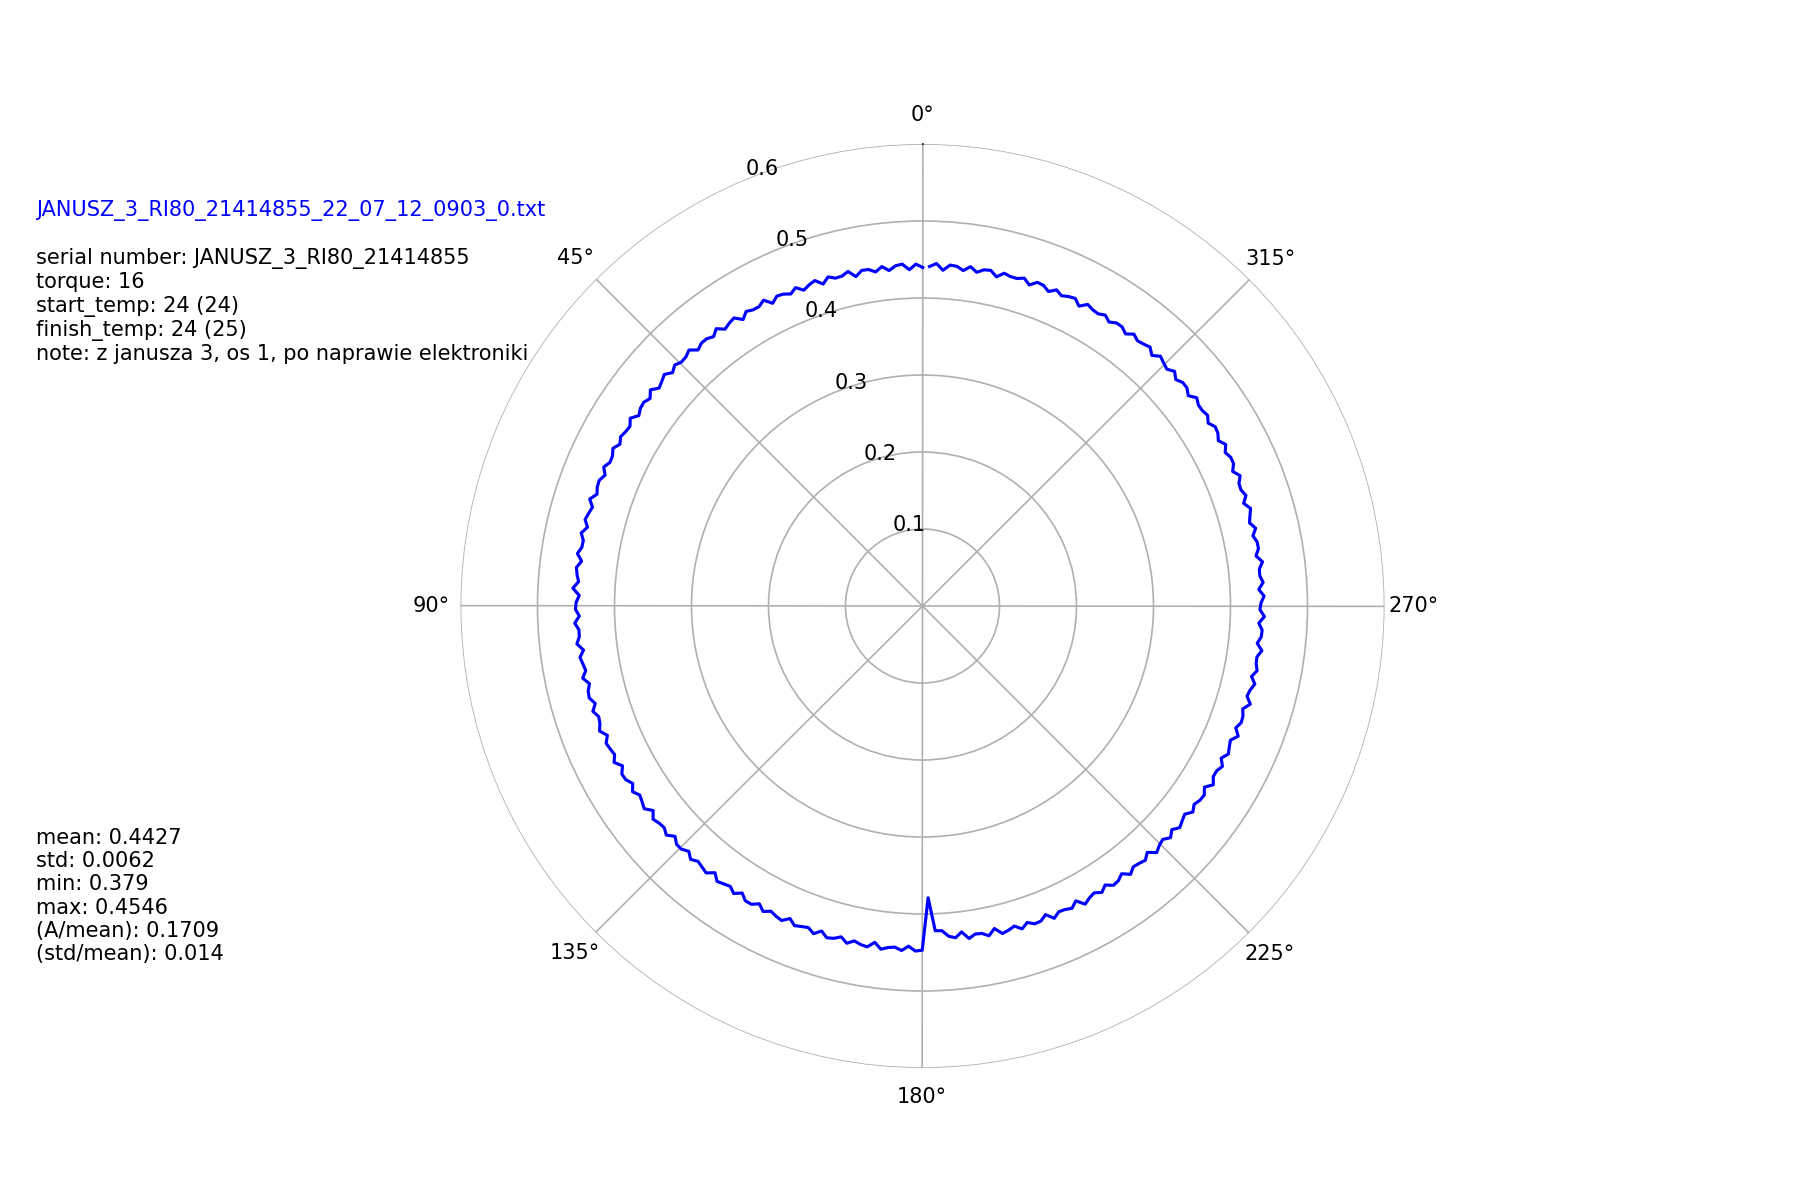 0°
0.6
JANUSZ_3_RI80_21414855_22_07_12_0903_0.txt
0.5
serial number: JANUSZ_3_RI80_21414855
45°
315°
torque: 16
start_temp: 24 (24)
0.4
finish_temp: 24 (25)
note: z janusza 3, os 1, po naprawie elektroniki
0.3
0.2
0.1
90°
270°
mean: 0.4427
std: 0.0062
min: 0.379
max: 0.4546
(A/mean): 0.1709
(std/mean): 0.014
135°
225°
180°